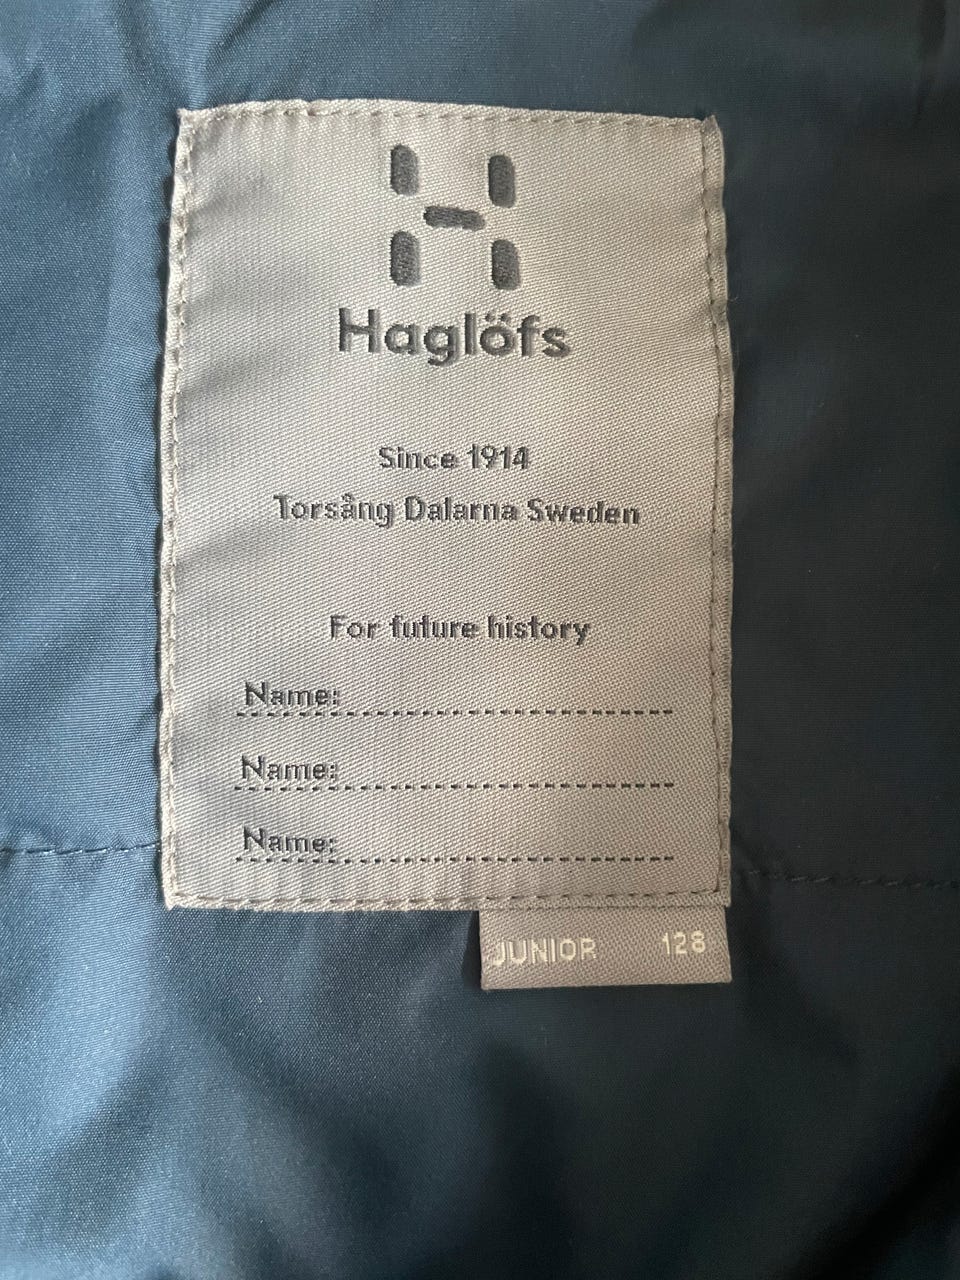 Haglöfs
Since 1914
Torsång Dalarna Sweden
For future history
Name:
Name:
Name:
JUNIOR 128